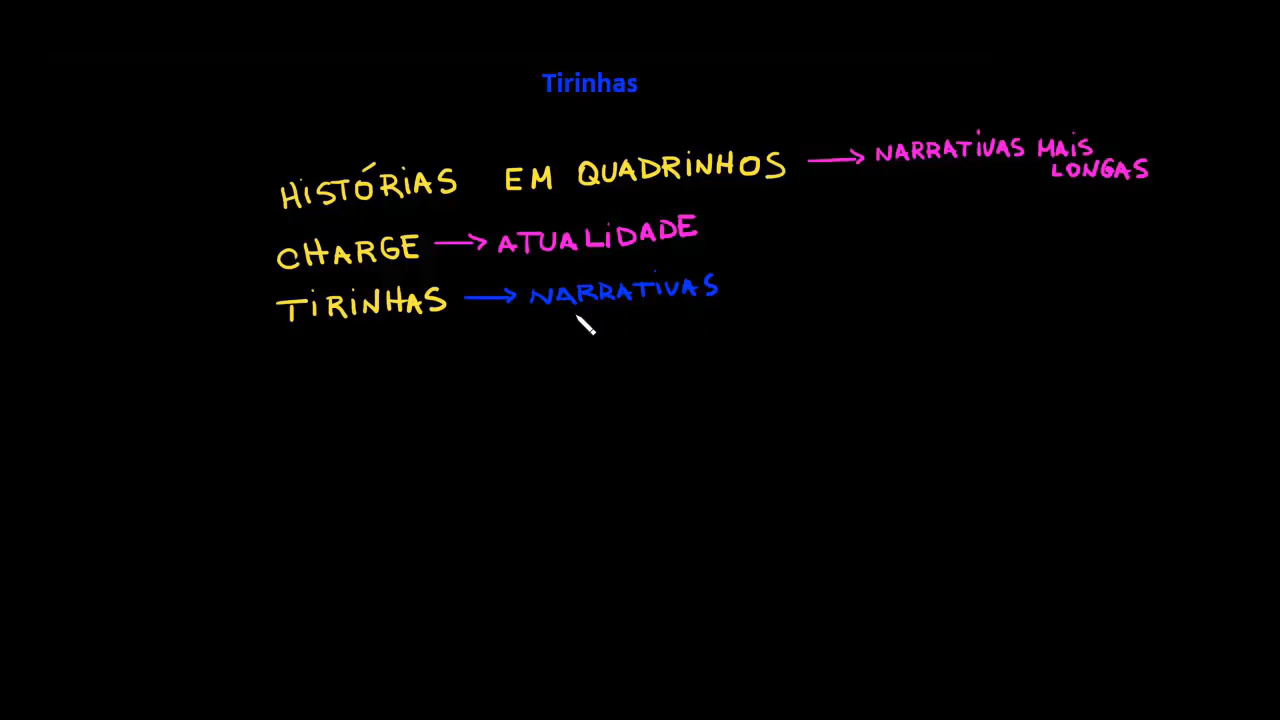 Tirinhas
HISTÓRIAS EM QUADRINHOS → NARRATIVAS MAIS
LONGAS
CHARGE → ATUALIDADE
TIRINHAS → NARRATIVAS